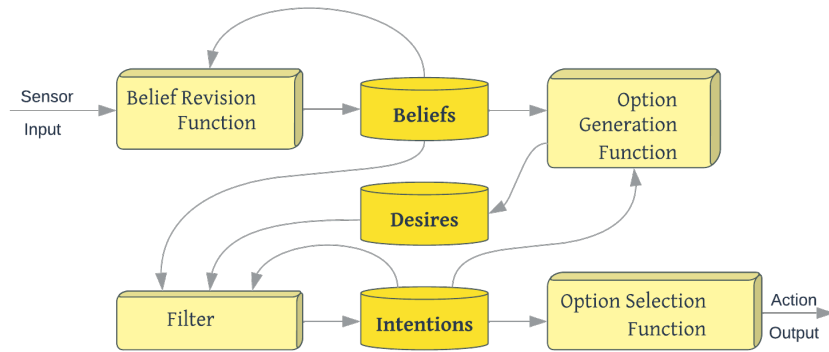 Sensor
Input
Belief Revision
Function
Beliefs
Option
Generation
Function
Desires
Filter
Intentions
Option Selection
Function
Action
Output